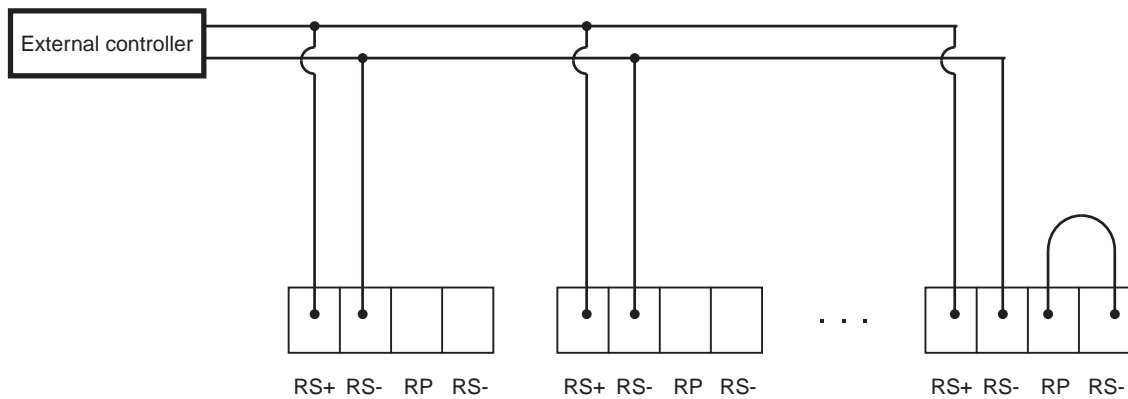 External controller
. . .
RS+ RS- RP RS- RS+ RS- RP RS- RS+ RS- RP RS-